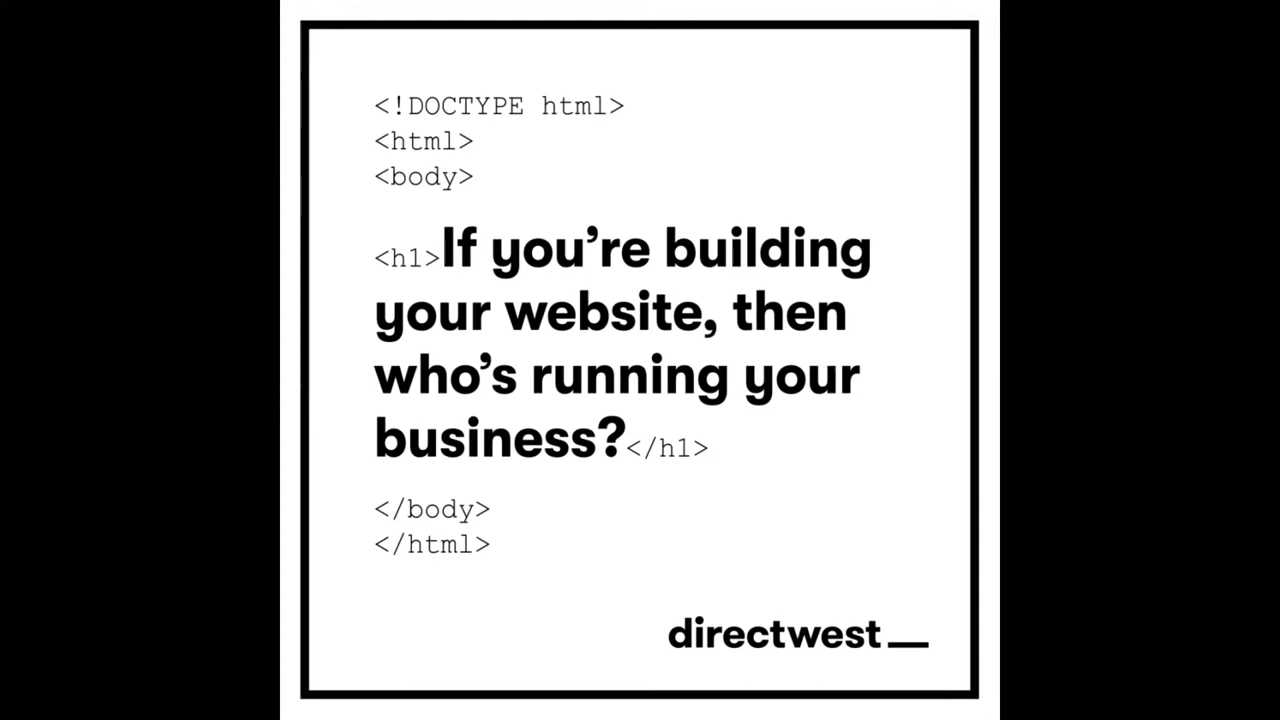 <!DOCTYPE html>
<html>
<body>
<h1>If you’re building
your website, then
who’s running your
business?</h1>
</body>
</html>
directwest